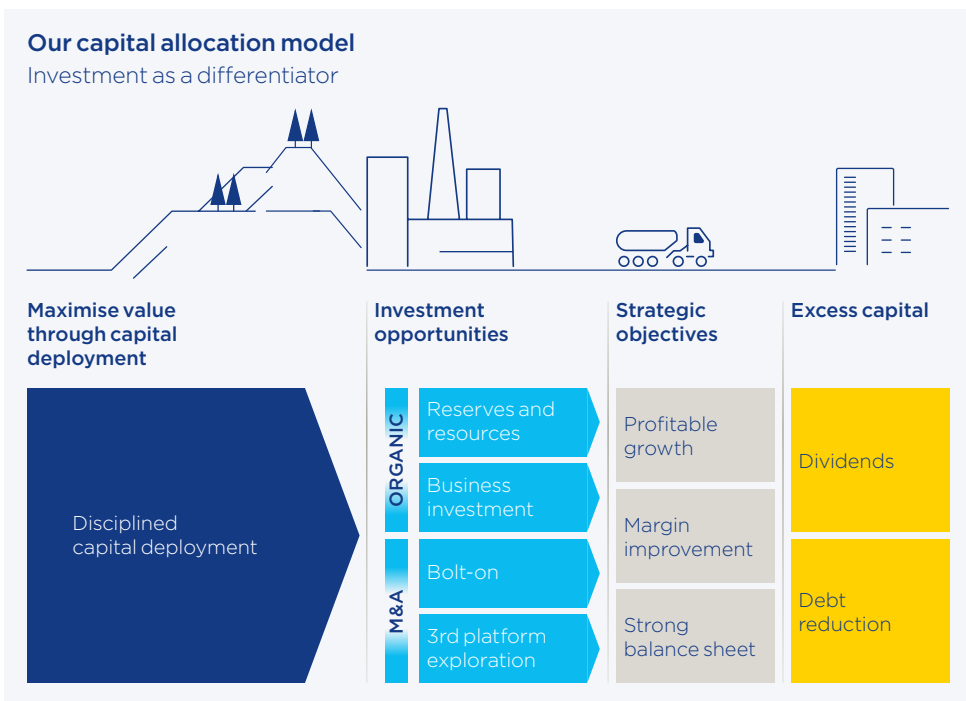 Our capital allocation model
Investment as a differentiator
Maximise value
through capital
deployment
Disciplined
capital deployment
Investment
opportunities
ORGANIC
Reserves and
resources
Business
investment
M&A
Bolt-on
3rd platform
exploration
Strategic
objectives
Profitable
growth
Margin
improvement
Strong
balance sheet
Excess capital
Dividends
Debt
reduction